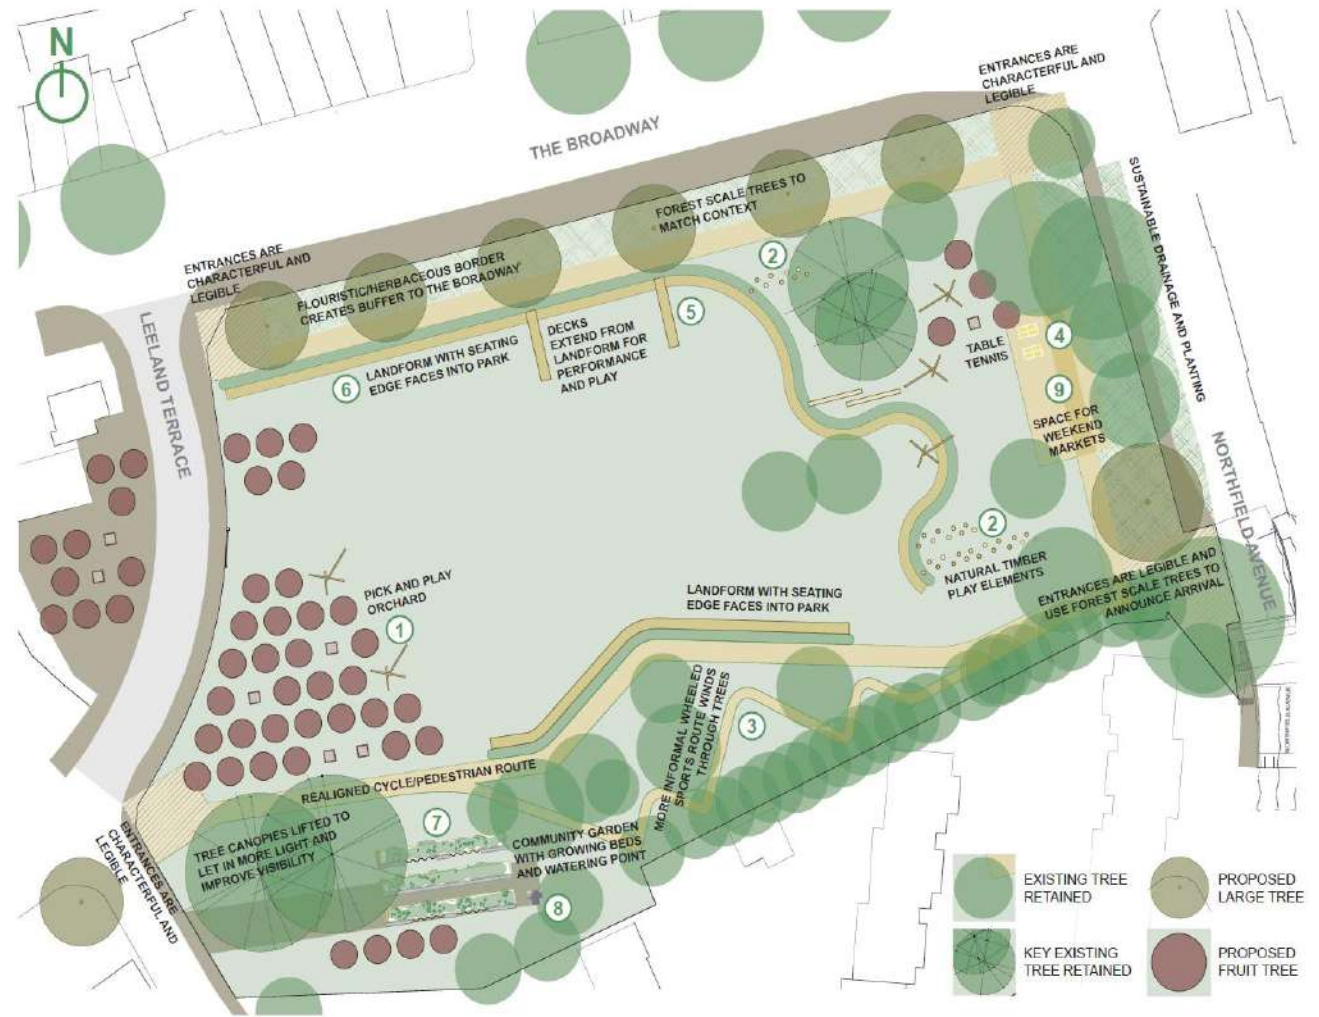 N
ENTRANCES ARE
CHARACTERFUL AND
LEGIBLE
THE BROADWAY
ENTRANCES ARE
CHARACTERFUL AND
LEGIBLE
FOREST SCALE TREES TO
MATCH CONTEXT
FLOURISTIC/HERBACEOUS BORDER
CREATES BUFFER TO THE BORADWAY
SUSTAINABLE DRAINAGE AND PLANTING
2
5
DECKS
EXTEND FROM
LANDFORM FOR
PERFORMANCE
AND PLAY
LANDFORM WITH SEATING
EDGE FACES INTO PARK
6
LEELAND TERRACE
TABLE
TENNIS
4
9
SPACE FOR
WEEKEND
MARKETS
NORTHFIELD AVENUE
2
NATURAL TIMBER
PLAY ELEMENTS
ENTRANCES ARE LEGIBLE AND
USE FOREST SCALE TREES TO
ANNOUNCE ARRIVAL
PICK AND PLAY
ORCHARD
1
LANDFORM WITH SEATING
EDGE FACES INTO PARK
MORE INFORMAL WHEELED
SPORTS ROUTE WINDS
THROUGH TREES
3
NORTHFIELD AVENUE
REALIGNED CYCLE/PEDESTRIAN ROUTE
TREE CANOPIES LIFTED TO
LET IN MORE LIGHT AND
IMPROVE VISIBILITY
7
COMMUNITY GARDEN
WITH GROWING BEDS
AND WATERING POINT
8
ENTRANCES ARE
CHARACTERFUL AND
LEGIBLE
EXISTING TREE
RETAINED
PROPOSED
LARGE TREE
KEY EXISTING
TREE RETAINED
PROPOSED
FRUIT TREE